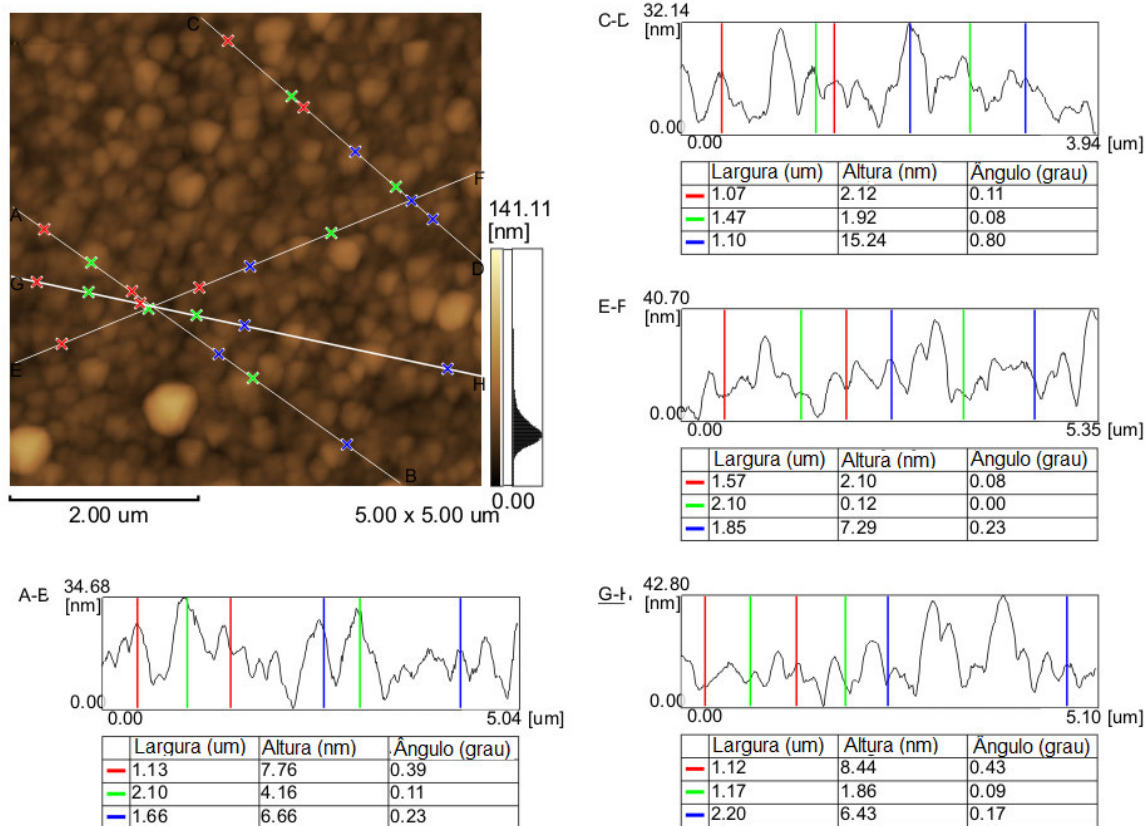 C
F
A
G
D
E
H
B
141.11
[nm]
0.00
2.00 um
5.00 x 5.00 um
C-D
32.14
[nm]
0.00
0.00
3.94 [um]
Largura (um) Altura (nm) Ângulo (grau)
1.07 2.12 0.11
1.47 1.92 0.08
1.10 15.24 0.80
E-F
40.70
[nm]
0.00
0.00
5.35 [um]
Largura (um) Altura (nm) Angulo (grau)
1.57 2.10 0.08
2.10 0.12 0.00
1.85 7.29 0.23
A-B
34.68
[nm]
0.00
0.00
5.04 [um]
Largura (um) Altura (nm) Ângulo (grau)
1.13 7.76 0.39
2.10 4.16 0.11
1.66 6.66 0.23
G-H
42.80
[nm]
0.00
0.00
5.10 [um]
Largura (um) Altura (nm) Ângulo (grau)
1.12 8.44 0.43
1.17 1.86 0.09
2.20 6.43 0.17